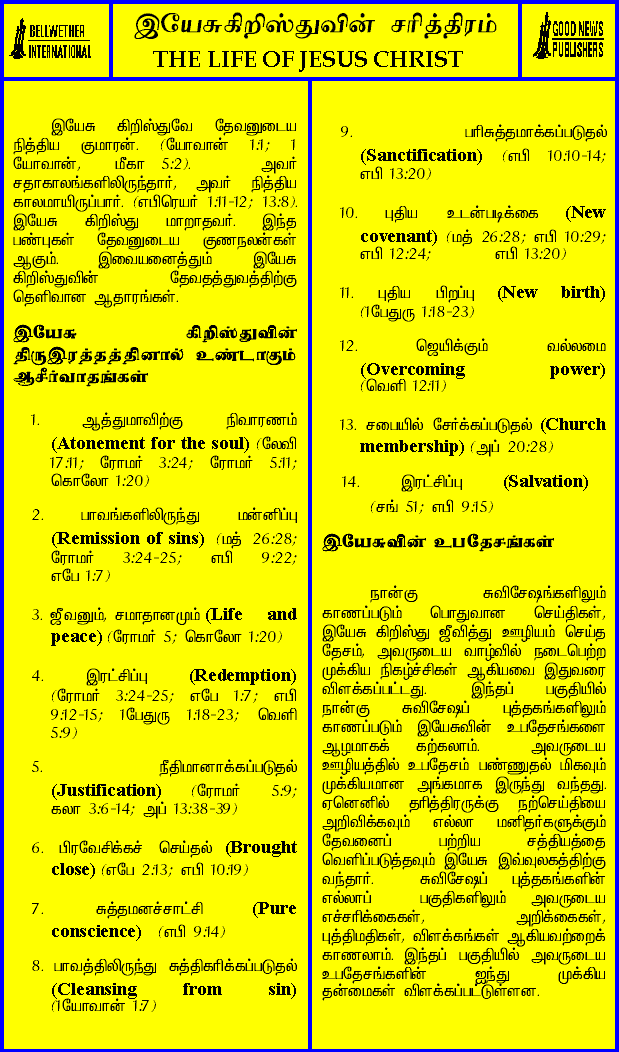 BELLWETHER
INTERNATIONAL
இயேசுகிறிஸ்துவின் சரித்திரம்
THE LIFE OF JESUS CHRIST
GOOD NEWS
PUBLISHERS
இயேசு கிறிஸ்துவே தேவனுடைய
நித்திய குமாரன். (யோவான் 1:1; 1
யோவான், மீகா 5:2). அவர்
சதாகாலங்களிலிருந்தார், அவர் நித்திய
காலமாயிருப்பார். (எபிரெயர் 1:11-12; 13:8).
இயேசு கிறிஸ்து மாறாதவர். இந்த
பண்புகள் தேவனுடைய குணநலன்கள்
ஆகும். இவையனைத்தும் இயேசு
கிறிஸ்துவின் தேவதத்துவத்திற்கு
தெளிவான ஆதாரங்கள்.
இயேசு கிறிஸ்துவின்
திருஇரத்தத்தினால் உண்டாகும்
ஆசீர்வாதங்கள்
1. ஆத்துமாவிற்கு நிவாரணம்
(Atonement for the soul) (லேவி
17:11; ரோமர் 3:24; ரோமர் 5:11;
கொலோ 1:20)
2. பாவங்களிலிருந்து மன்னிப்பு
(Remission of sins) (மத் 26:28;
ரோமர் 3:24-25; எபி 9:22;
எபே 1:7)
3. ஜீவனும், சமாதானமும் (Life and
peace) (ரோமர் 5; கொலோ 1:20)
4. இரட்சிப்பு (Redemption)
(ரோமர் 3:24-25; எபே 1:7; எபி
9:12-15; 1பேதுரு 1:18-23; வெளி
5:9)
5. நீதிமானாக்கப்படுதல்
(Justification) (ரோமர் 5:9;
கலா 3:6-14; அப் 13:38-39)
6. பிரவேசிக்கச் செய்தல் (Brought
close) (எபே 2:13; எபி 10:19)
7. சுத்தமனச்சாட்சி (Pure
conscience) (எபி 9:14)
8. பாவத்திலிருந்து சுத்திகரிக்கப்படுதல்
(Cleansing from sin)
(1யோவான் 1:7)
9. பரிசுத்தமாக்கப்படுதல்
(Sanctification) (எபி 10:10-14;
எபி 13:20)
10. புதிய உடன்படிக்கை (New
covenant) (மத் 26:28; எபி 10:29;
எபி 12:24; எபி 13:20)
11. புதிய பிறப்பு (New birth)
(1பேதுரு 1:18-23)
12. ஜெயிக்கும் வல்லமை
(Overcoming power)
(வெளி 12:11)
13. சபையில் சேர்க்கப்படுதல் (Church
membership) (அப் 20:28)
14. இரட்சிப்பு (Salvation)
(சங் 51; எபி 9:15)
இயேசுவின் உபதேசங்கள்
நான்கு சுவிசேஷங்களிலும்
காணப்படும் பொதுவான செய்திகள்,
இயேசு கிறிஸ்து ஜீவித்து ஊழியம் செய்த
தேசம், அவருடைய வாழ்வில் நடைபெற்ற
முக்கிய நிகழ்ச்சிகள் ஆகியவை இதுவரை
விளக்கப்பட்டது. இந்தப் பகுதியில்
நான்கு சுவிசேஷப் புத்தகங்களிலும்
காணப்படும் இயேசுவின் உபதேசங்களை
ஆழமாகக் கற்கலாம். அவருடைய
ஊழியத்தில் உபதேசம் பண்ணுதல் மிகவும்
முக்கியமான அங்கமாக இருந்து வந்தது.
ஏனெனில் தரித்திரருக்கு நற்செய்தியை
அறிவிக்கவும் எல்லா மனிதர்களுக்கும்
தேவனைப் பற்றிய சத்தியத்தை
வெளிப்படுத்தவும் இயேசு இவ்வுலகத்திற்கு
வந்தார். சுவிசேஷப் புத்தகங்களின்
எல்லாப் பகுதிகளிலும் அவருடைய
எச்சரிக்கைகள், அறிக்கைகள்,
புத்திமதிகள், விளக்கங்கள் ஆகியவற்றைக்
காணலாம். இந்தப் பகுதியில் அவருடைய
உபதேசங்களின் ஐந்து முக்கிய
தன்மைகள் விளக்கப்பட்டுள்ளன.